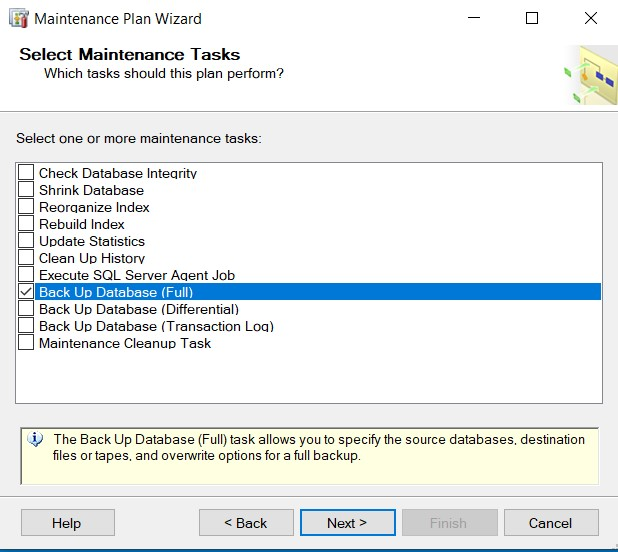 Maintenance Plan Wizard
Select Maintenance Tasks
Which tasks should this plan perform?
Select one or more maintenance tasks:
Check Database Integrity
Shrink Database
Reorganize Index
Rebuild Index
Update Statistics
Clean Up History
Execute SQL Server Agent Job
Back Up Database (Full)
Back Up Database (Differential)
Back Up Database (Transaction Log)
Maintenance Cleanup Task
The Back Up Database (Full) task allows you to specify the source databases, destination
files or tapes, and overwrite options for a full backup.
Help < Back Next > Finish Cancel